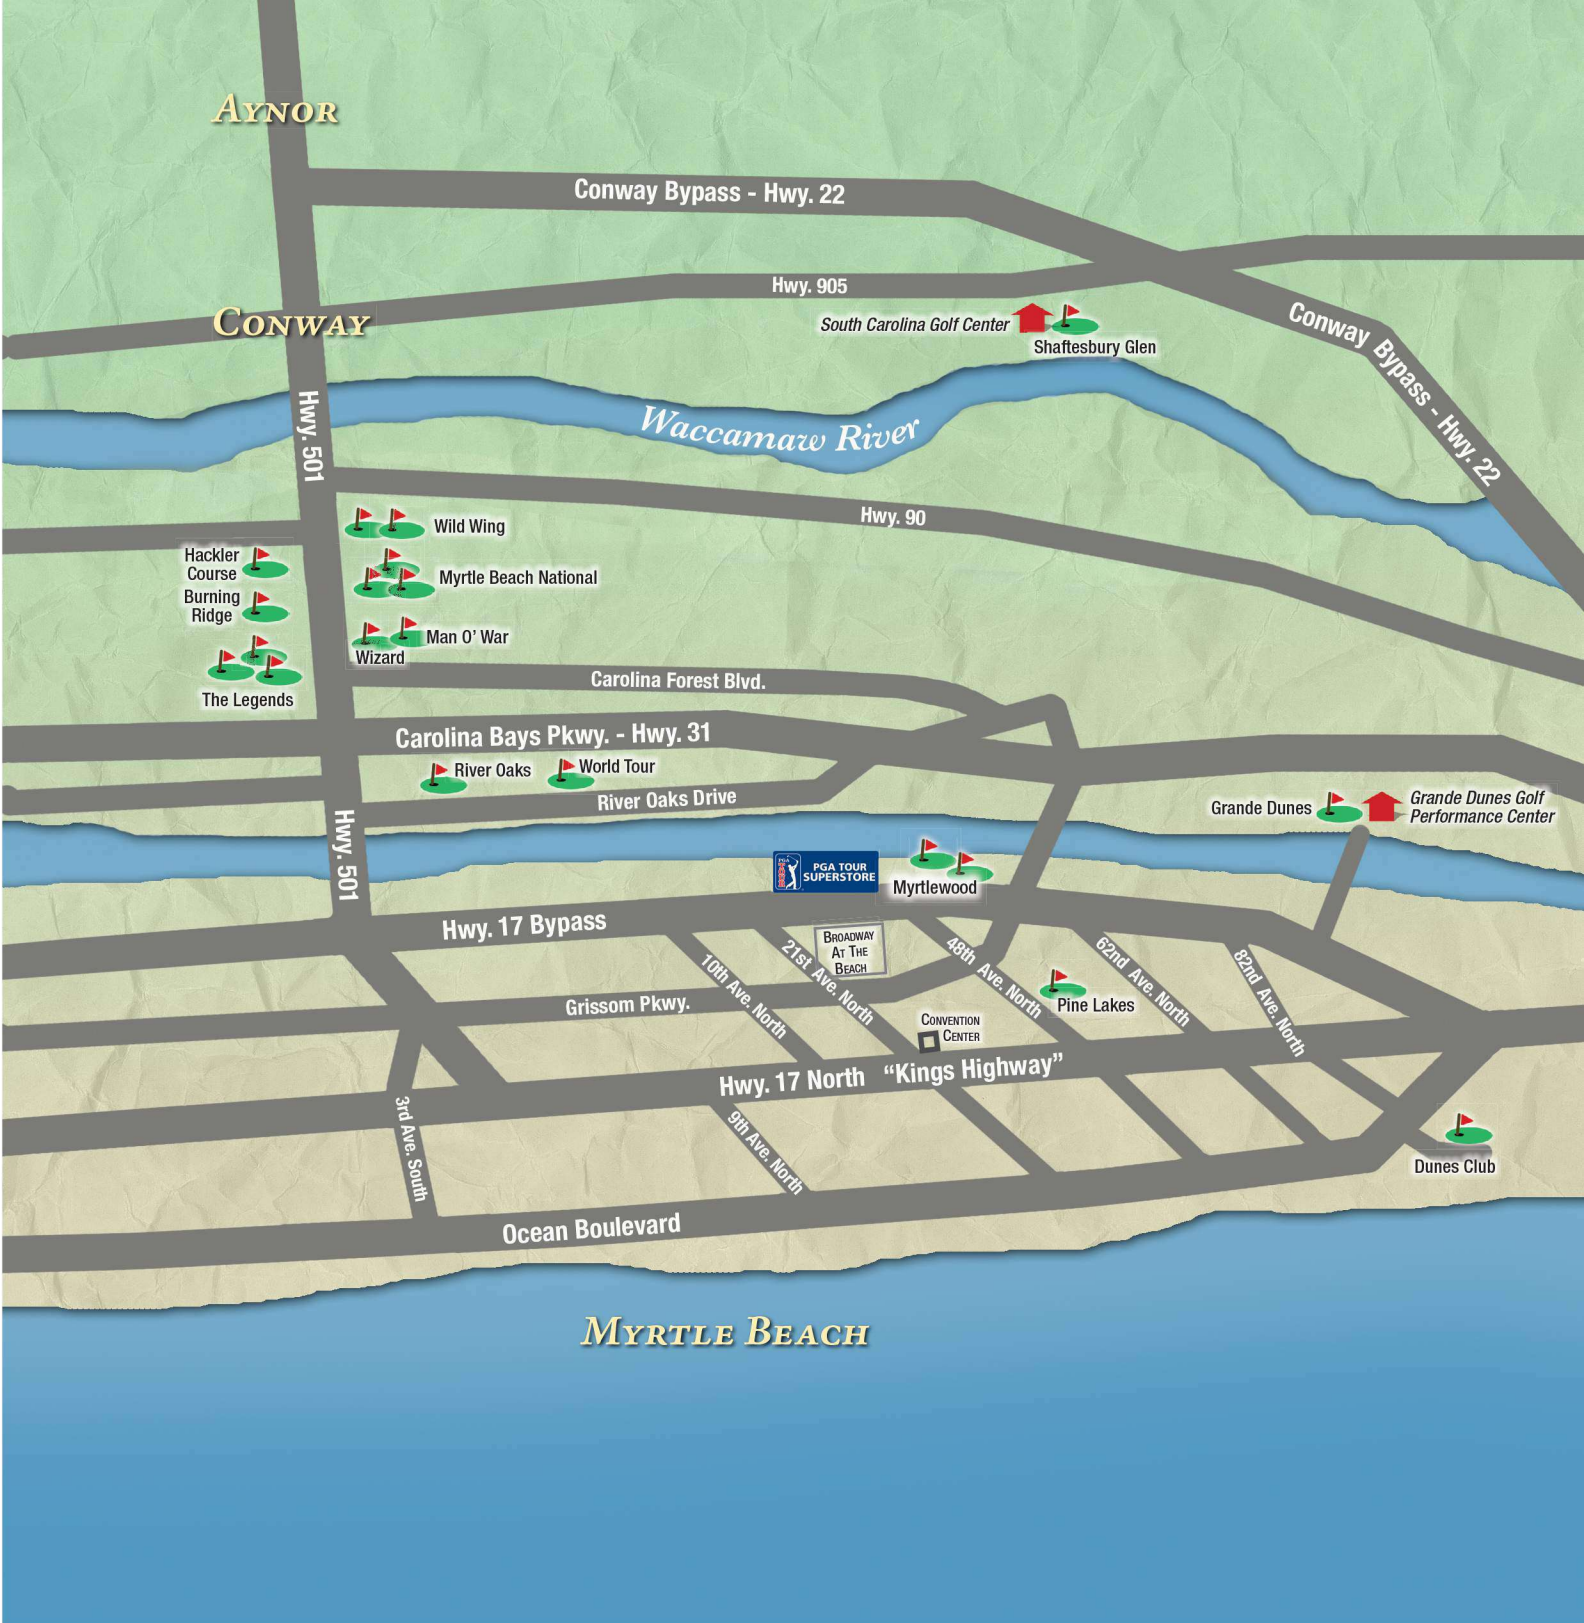 AYNOR
Conway Bypass - Hwy. 22
Hwy. 905
CONWAY
South Carolina Golf Center
Shaftesbury Glen
Conway Bypass - Hwy. 22
Hwy. 501
Waccamaw River
Hwy. 90
Wild Wing
Hackler
Course
Myrtle Beach National
Burning
Ridge
Man O' War
Wizard
The Legends
Carolina Forest Blvd.
Carolina Bays Pkwy. - Hwy. 31
River Oaks
World Tour
River Oaks Drive
Grande Dunes
Grande Dunes Golf
Performance Center
Hwy. 501
PGA TOUR
PGA TOUR
SUPERSTORE
Myrtlewood
Hwy. 17 Bypass
BROADWAY
AT THE
BEACH
10th Ave. North
21st Ave. North
48th Ave. North
62nd Ave. North
82nd Ave. North
Pine Lakes
Grissom Pkwy.
CONVENTION
CENTER
Hwy. 17 North “Kings Highway”
3rd Ave. South
9th Ave. North
Dunes Club
Ocean Boulevard
MYRTLE BEACH